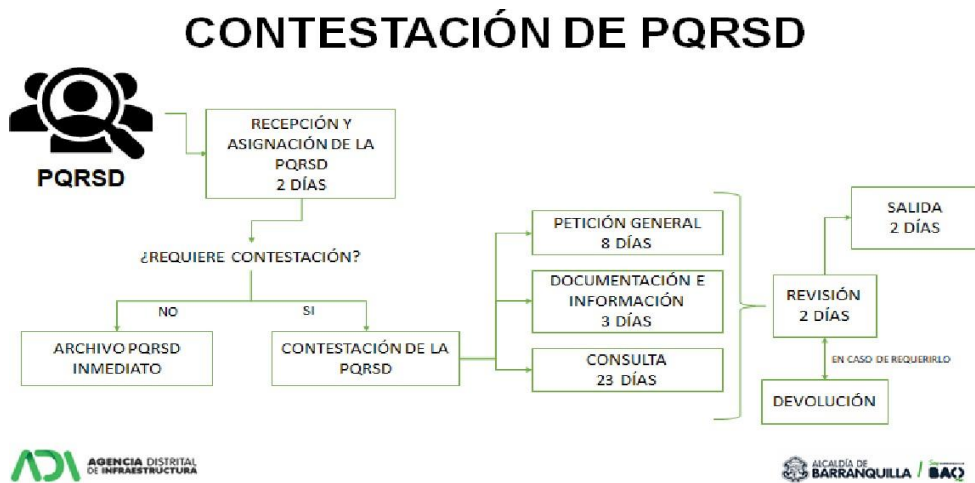 CONTESTACIÓN DE PQRSD
PQRSD
RECEPCIÓN Y
ASIGNACIÓN DE LA
PQRSD
2 DÍAS
¿REQUIERE CONTESTACIÓN?
NO
SI
ARCHIVO PQRSD
INMEDIATO
CONTESTACIÓN DE LA
PQRSD
PETICIÓN GENERAL
8 DÍAS
DOCUMENTACIÓN E
INFORMACIÓN
3 DÍAS
CONSULTA
23 DÍAS
REVISIÓN
2 DÍAS
SALIDA
2 DÍAS
EN CASO DE REQUERIRLO
DEVOLUCIÓN
ADI
AGENCIA DISTRITAL
DE INFRAESTRUCTURA
ALCALDÍA DE
BARRANQUILLA
BAQ